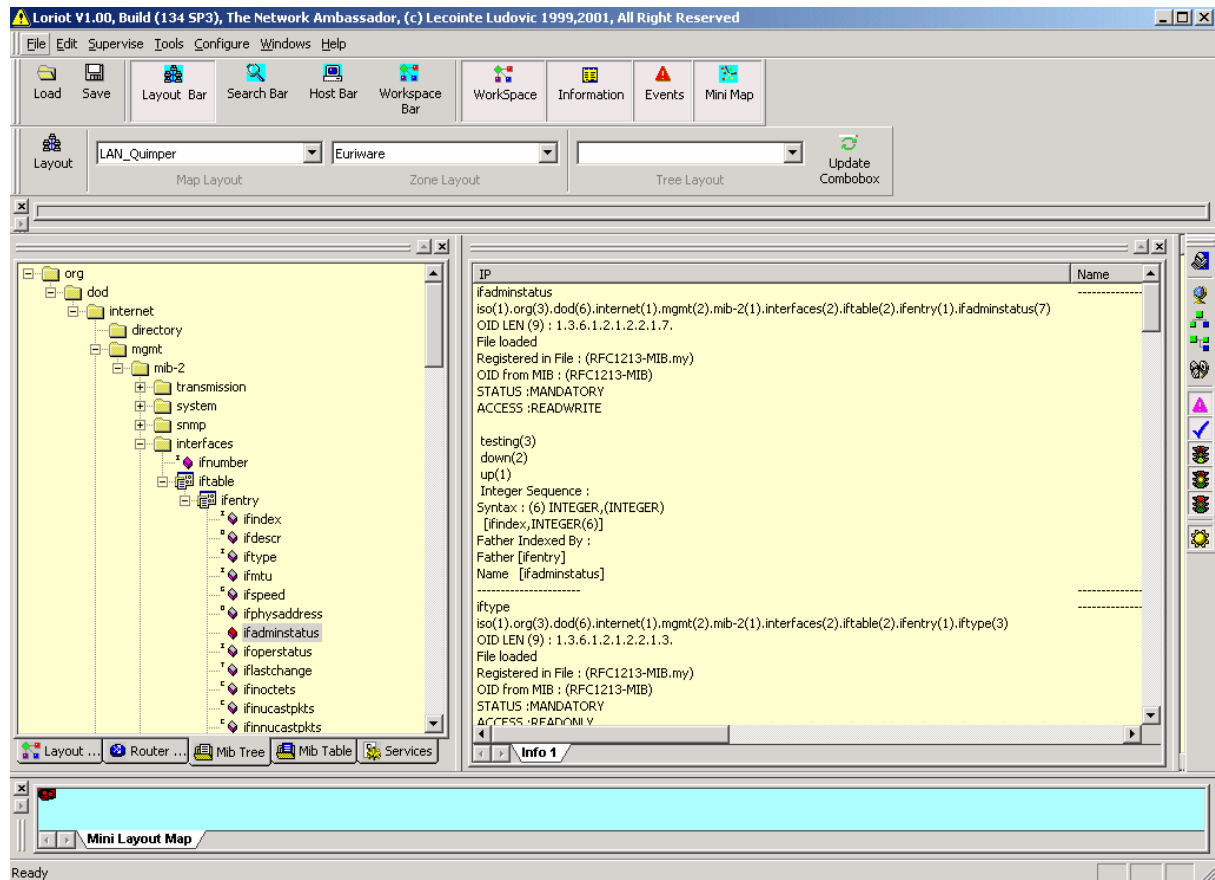 Loriot V1.00, Build (134 SP3), The Network Ambassador, (c) Lecointe Ludovic 1999,2001, All Right Reserved
File Edit Supervise Tools Configure Windows Help
Load Save Layout Bar Search Bar Host Bar Workspace Bar WorkSpace Information Events Mini Map
Layout LAN_Quimper Euriware Update Combobox
Map Layout Zone Layout Tree Layout
org
dod
internet
directory
mgmt
mib-2
transmission
system
snmp
interfaces
ifnumber
iftable
ifentry
ifindex
ifdescr
iftype
ifmtu
ifspeed
ifphysaddress
ifadminstatus
ifoperstatus
iflastchange
ifinoctets
ifinucastpkts
ifinnucastpkts
Layout ... Router ... Mib Tree Mib Table Services
IP Name
ifadminstatus --------------
iso(1).org(3).dod(6).internet(1).mgmt(2).mib-2(1).interfaces(2).iftable(2).ifentry(1).ifadminstatus(7)
OID LEN (9) : 1.3.6.1.2.1.2.2.1.7.
File loaded
Registered in File : (RFC1213-MIB.my)
OID from MIB : (RFC1213-MIB)
STATUS :MANDATORY
ACCESS :READWRITE
testing(3)
down(2)
up(1)
Integer Sequence :
Syntax : (6) INTEGER,(INTEGER)
[ifindex,INTEGER(6)]
Father Indexed By :
Father [ifentry]
Name [ifadminstatus]
---------------------- --------------
iftype --------------
iso(1).org(3).dod(6).internet(1).mgmt(2).mib-2(1).interfaces(2).iftable(2).ifentry(1).iftype(3)
OID LEN (9) : 1.3.6.1.2.1.2.2.1.3.
File loaded
Registered in File : (RFC1213-MIB.my)
OID from MIB : (RFC1213-MIB)
STATUS :MANDATORY
ACCESS :READONLY
Info 1
Mini Layout Map
Ready